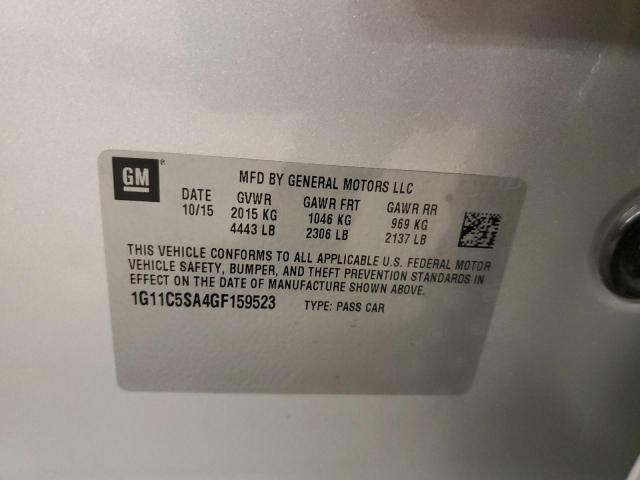 GM ® MFD BY GENERAL MOTORS LLC
DATE GVWR GAWR FRT GAWR RR
10/15 2015 KG 1046 KG 969 KG
4443 LB 2306 LB 2137 LB
THIS VEHICLE CONFORMS TO ALL APPLICABLE U.S. FEDERAL MOTOR
VEHICLE SAFETY, BUMPER, AND THEFT PREVENTION STANDARDS IN
EFFECT ON THE DATE OF MANUFACTURE SHOWN ABOVE.
1G11C5SA4GF159523 TYPE: PASS CAR